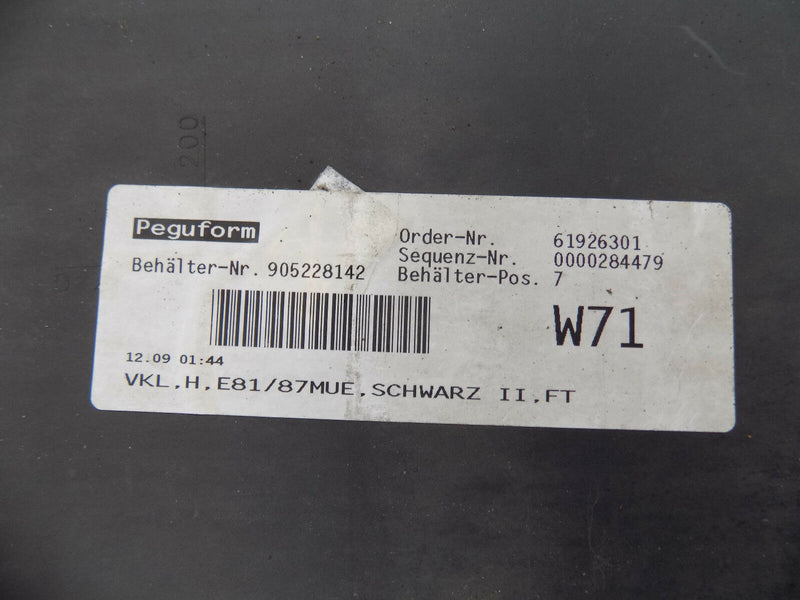 200
Peguform
Order-Nr. 61926301
Sequenz-Nr. 0000284479
Behälter-Nr. 905228142
Behälter-Pos. 7
W71
12.09 01:44
VKL,H,E81/87MUE,SCHWARZ II,FT